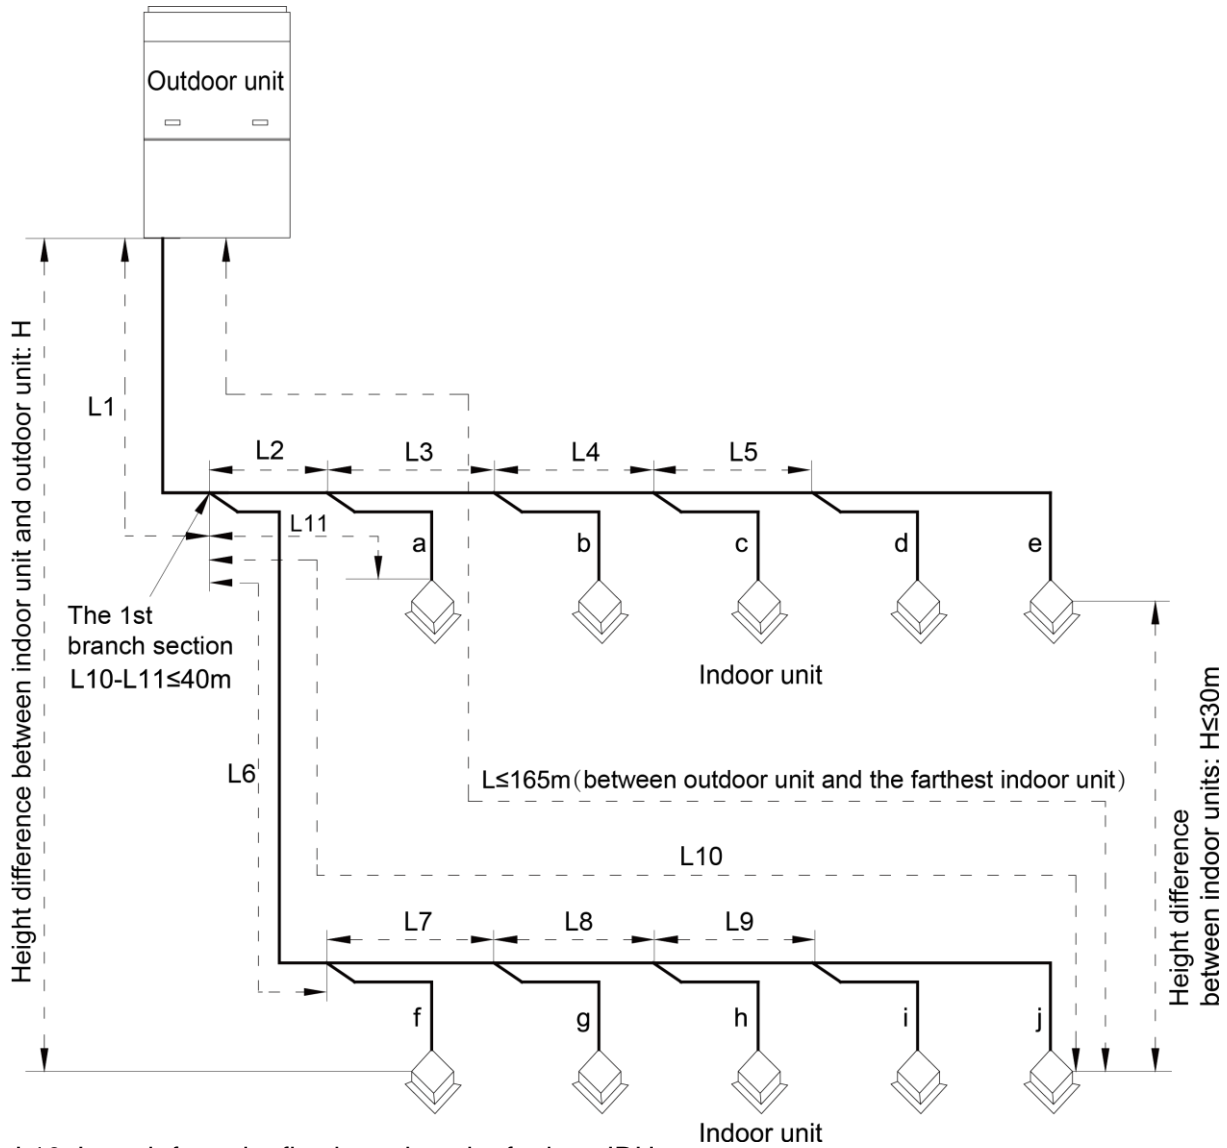 Outdoor unit
Height difference between indoor unit and outdoor unit: H
L1
L2
L3
L4
L5
L11
a
b
c
d
e
The 1st
branch section
L10-L11≤40m
Indoor unit
L6
L≤165m(between outdoor unit and the farthest indoor unit)
Height difference
between indoor units: H≤30m
L10
L7
L8
L9
f
g
h
i
j
Indoor unit